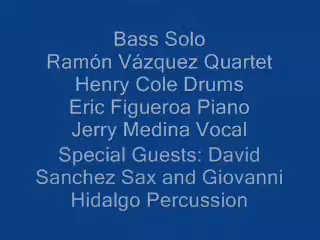 Bass Solo
Ramón Vázquez Quartet
Henry Cole Drums
Eric Figueroa Piano
Jerry Medina Vocal
Special Guests: David
Sanchez Sax and Giovanni
Hidalgo Percussion